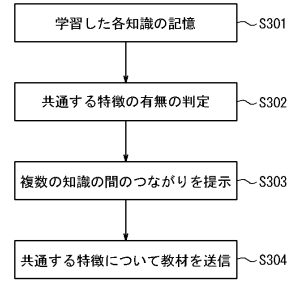 学習した各知識の記憶 S301
共通する特徴の有無の判定 S302
複数の知識の間のつながりを提示 S303
共通する特徴について教材を送信 S304